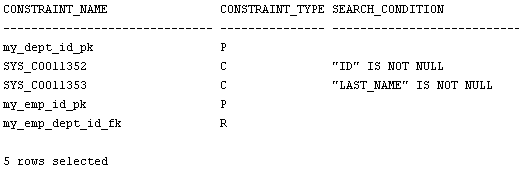 CONSTRAINT_NAME                CONSTRAINT_TYPE SEARCH_CONDITION
------------------------------ --------------- ---------------------------
my_dept_id_pk                  P
SYS_C0011352                   C               "ID" IS NOT NULL
SYS_C0011353                   C               "LAST_NAME" IS NOT NULL
my_emp_id_pk                   P
my_emp_dept_id_fk              R
5 rows selected